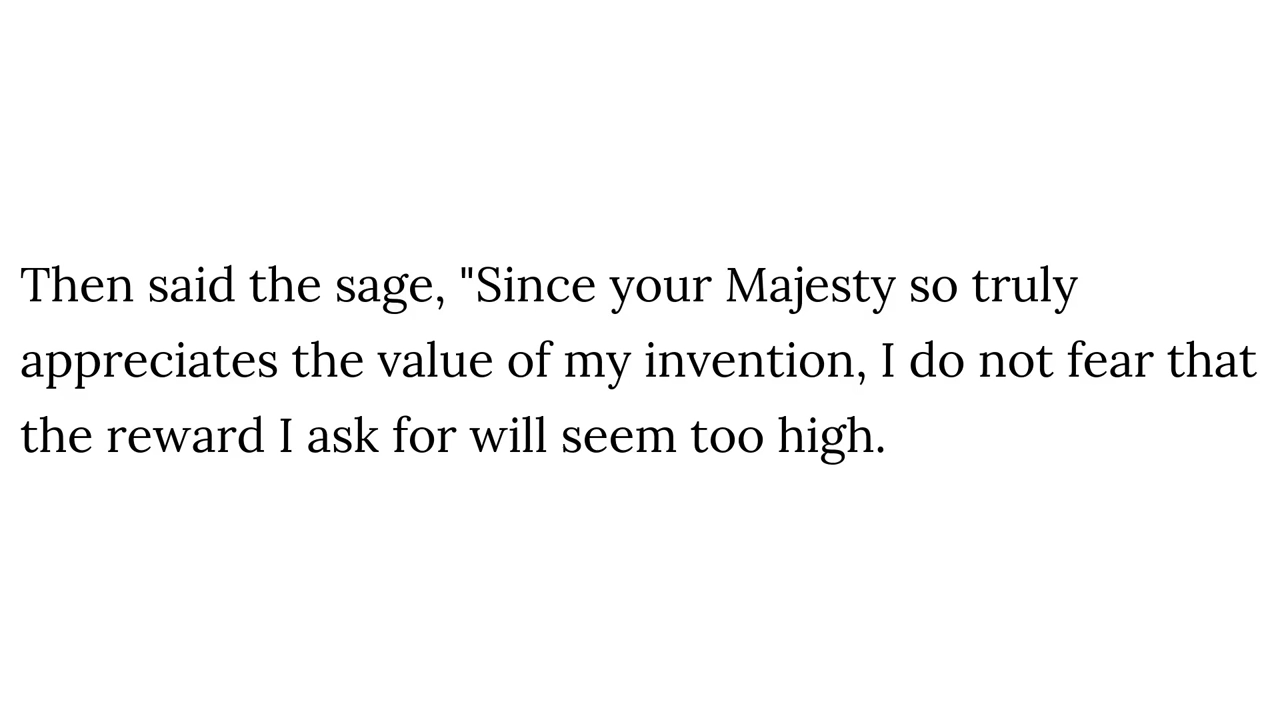 Then said the sage, "Since your Majesty so truly
appreciates the value of my invention, I do not fear that
the reward I ask for will seem too high.